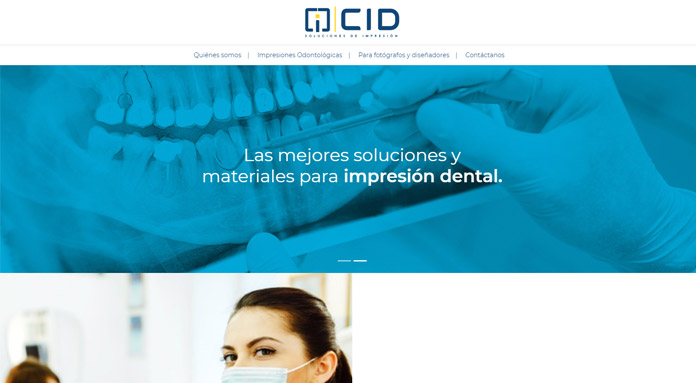 CID
SOLUCIONES DE IMPRESIÓN
Quiénes somos | Impresiones Odontológicas | Para fotógrafos y diseñadores | Contáctanos
Las mejores soluciones y
materiales para impresión dental.